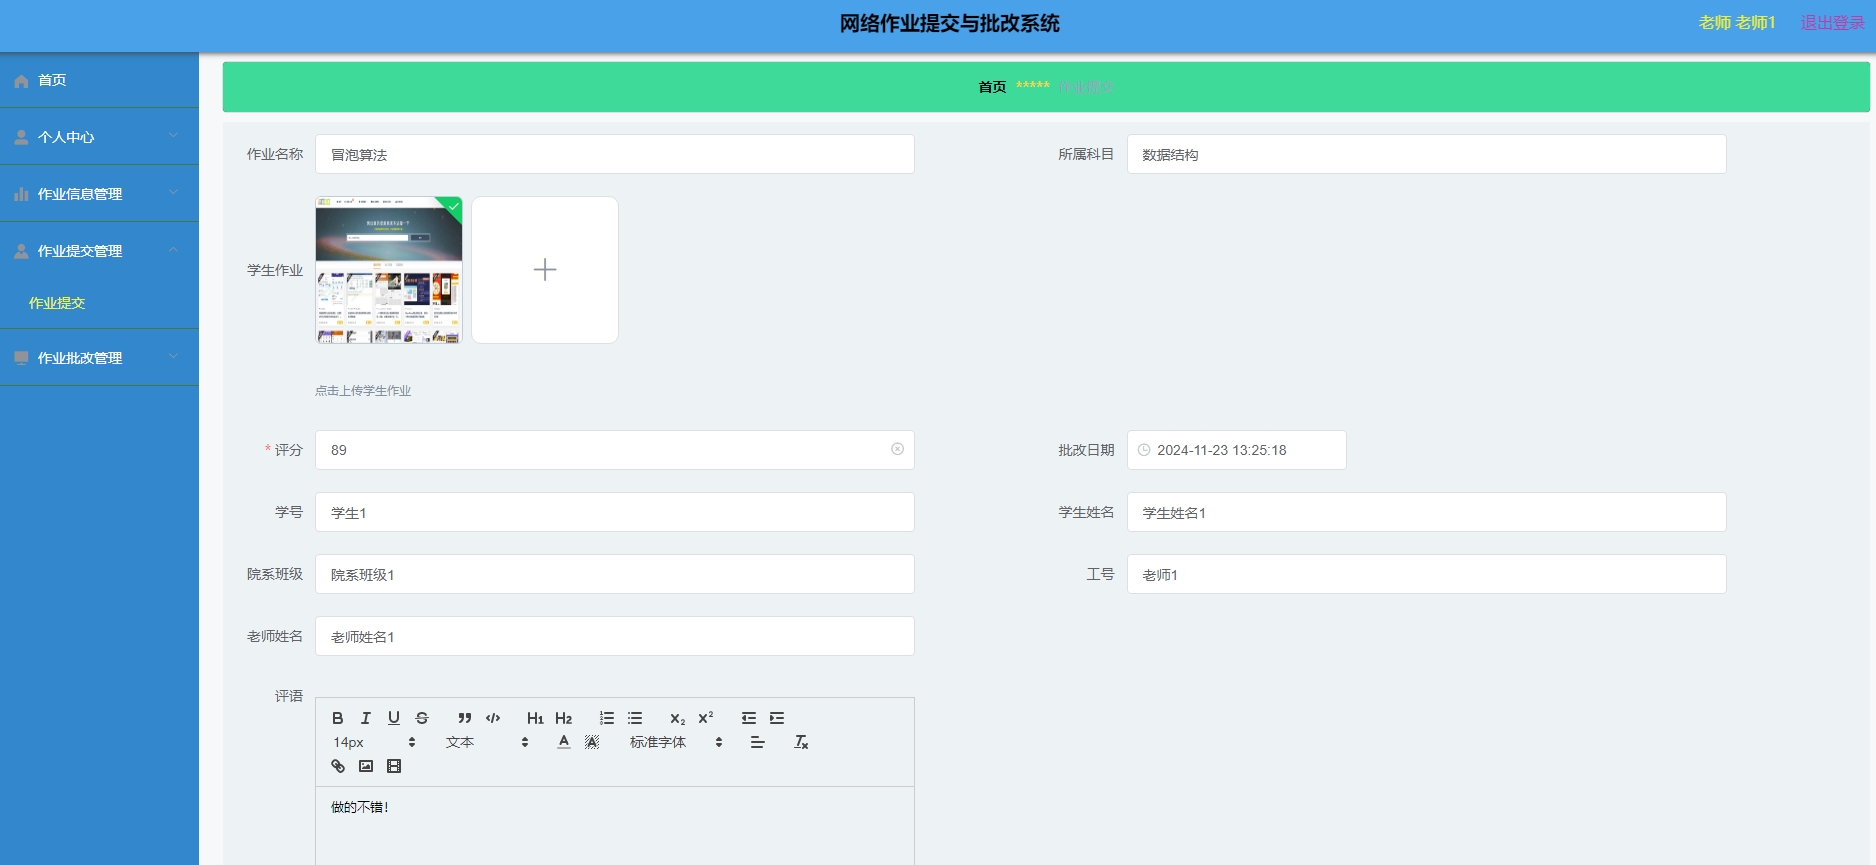 网络作业提交与批改系统
老师 老师1 退出登录
首页
个人中心
作业信息管理
作业提交管理
作业提交
作业批改管理
首页 ***** 作业提交
作业名称 冒泡算法 所属科目 数据结构
学生作业
点击上传学生作业
* 评分 89 批改日期 2024-11-23 13:25:18
学号 学生1 学生姓名 学生姓名1
院系班级 院系班级1 工号 老师1
老师姓名 老师姓名1
评语
14px 文本 标准字体
做的不错!